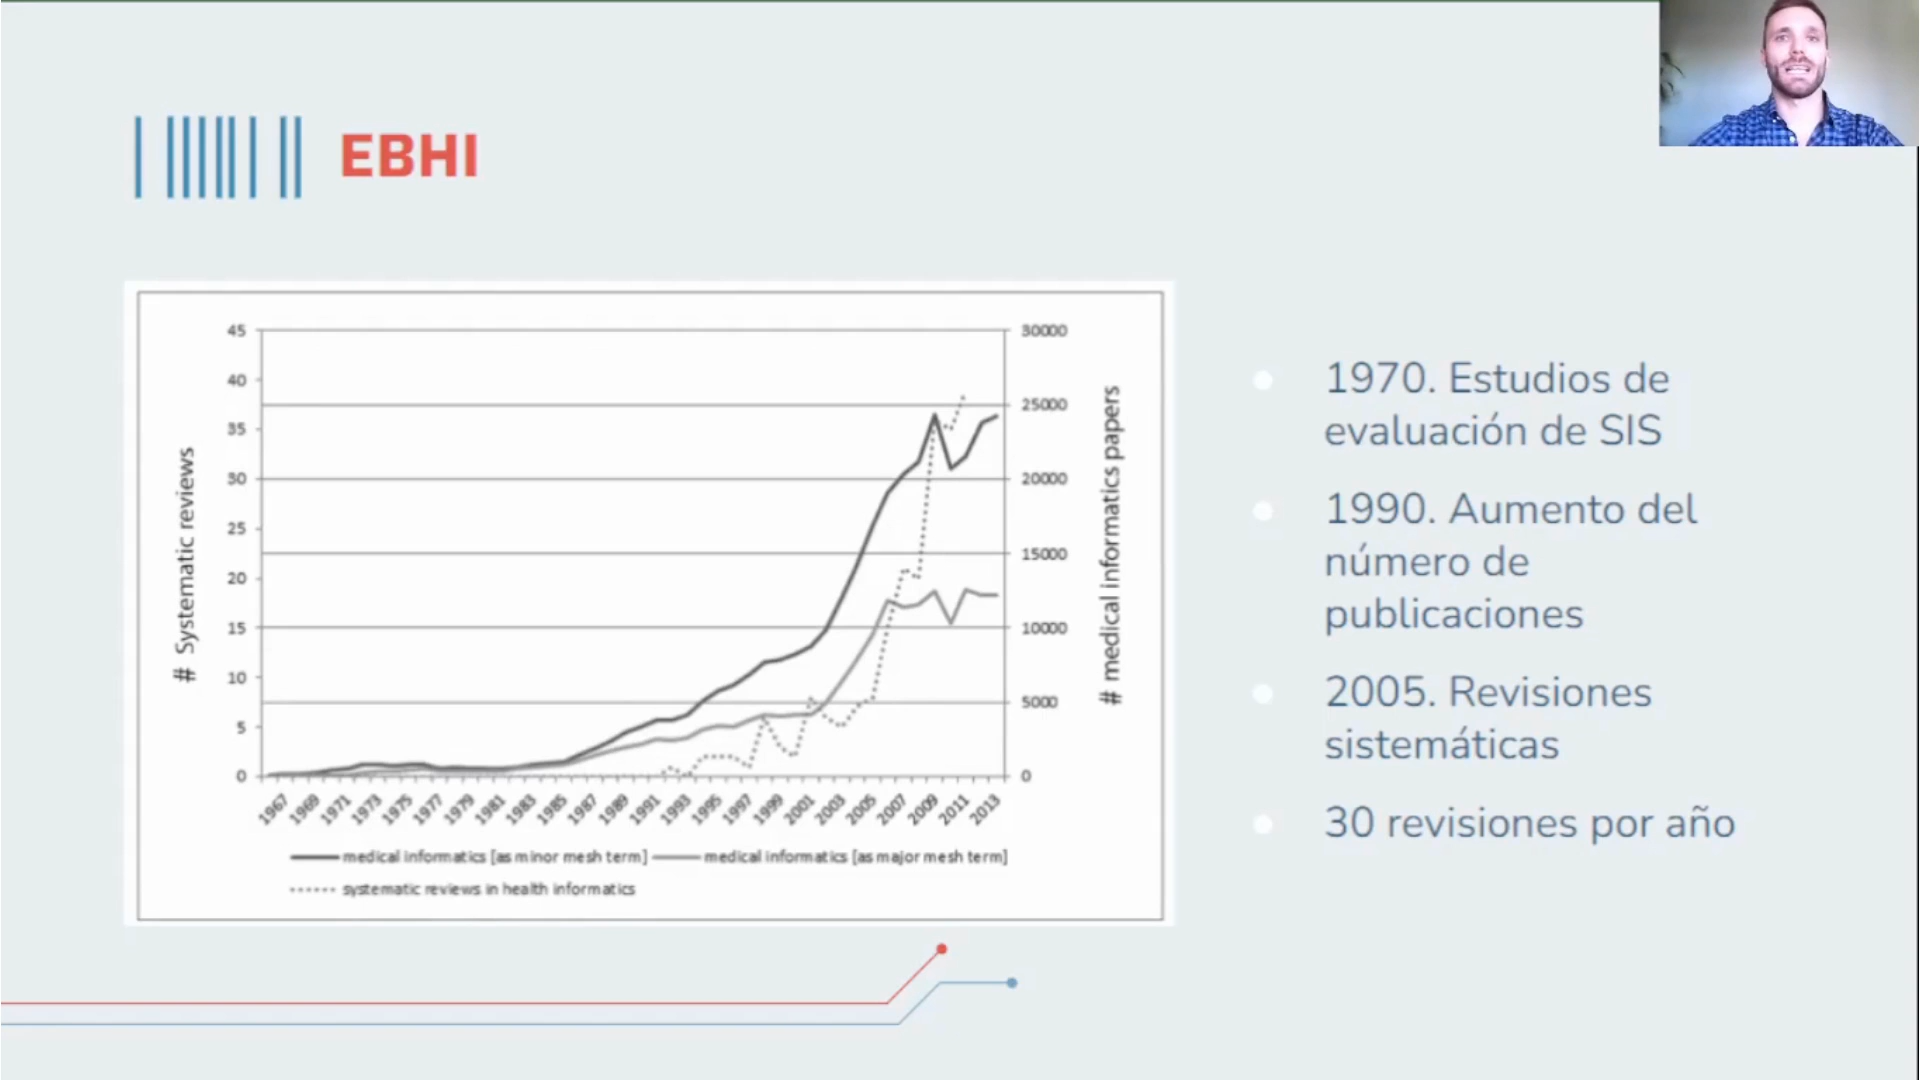 EBHI
45
40
35
30
25
20
15
10
5
0
# Systematic reviews
30000
25000
20000
15000
10000
5000
0
# medical informatics papers
1967 1969 1971 1973 1975 1977 1979 1981 1983 1985 1987 1989 1991 1993 1995 1997 1999 2001 2003 2005 2007 2009 2011 2013
medical informatics [as minor mesh term] medical informatics [as major mesh term]
systematic reviews in health informatics
1970. Estudios de
evaluación de SIS
1990. Aumento del
número de
publicaciones
2005. Revisiones
sistemáticas
30 revisiones por año